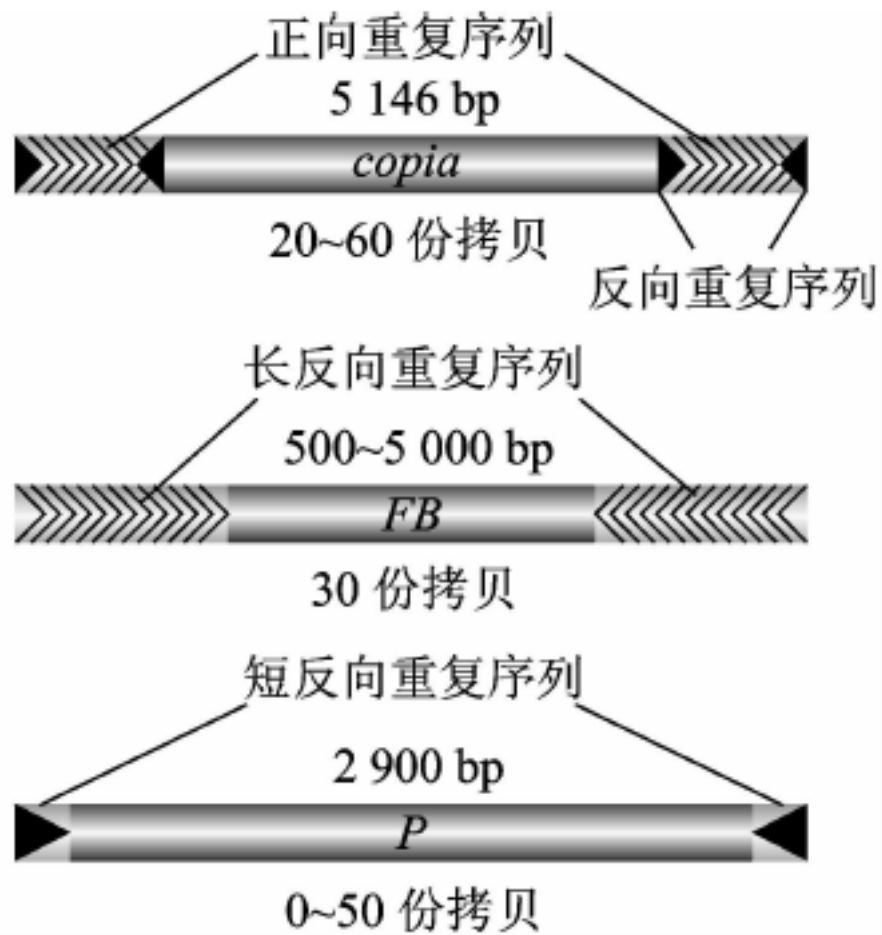 正向重复序列
5 146 bp
copia
20~60 份拷贝
反向重复序列
长反向重复序列
500~5 000 bp
FB
30 份拷贝
短反向重复序列
2 900 bp
P
0~50 份拷贝